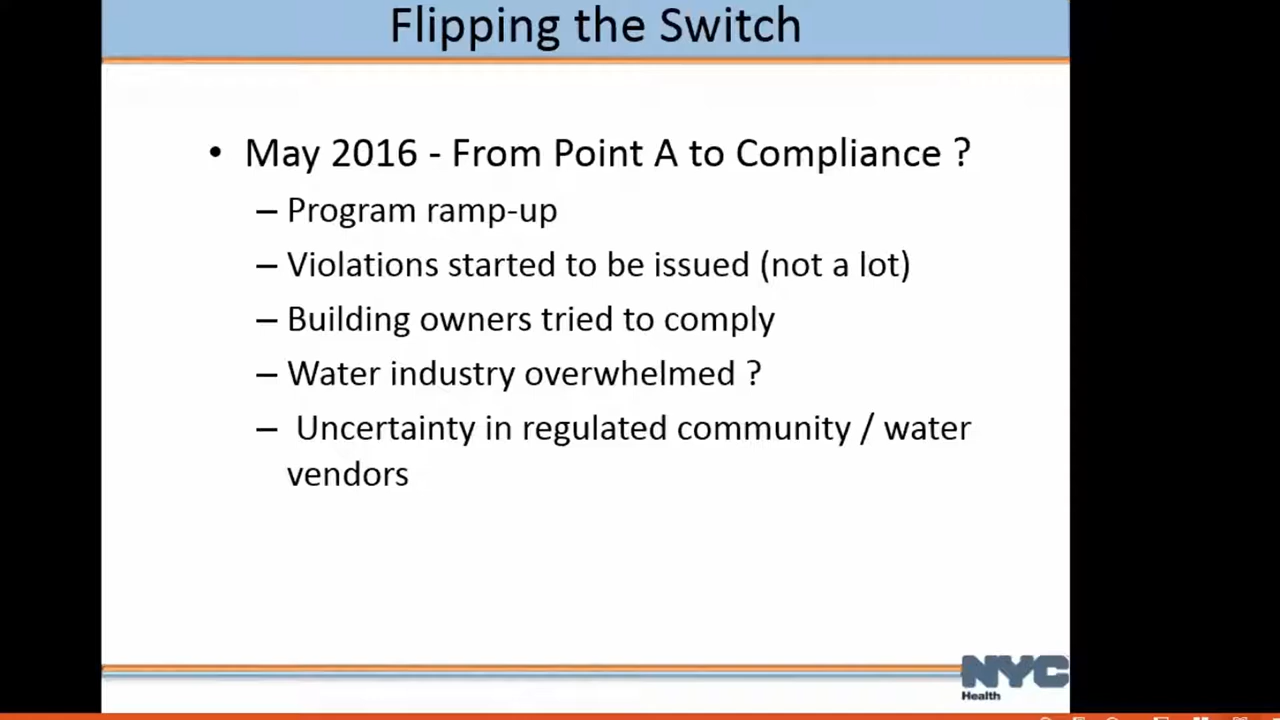 Flipping the Switch
• May 2016 - From Point A to Compliance ?
– Program ramp-up
– Violations started to be issued (not a lot)
– Building owners tried to comply
– Water industry overwhelmed ?
– Uncertainty in regulated community / water
vendors
NYC
Health